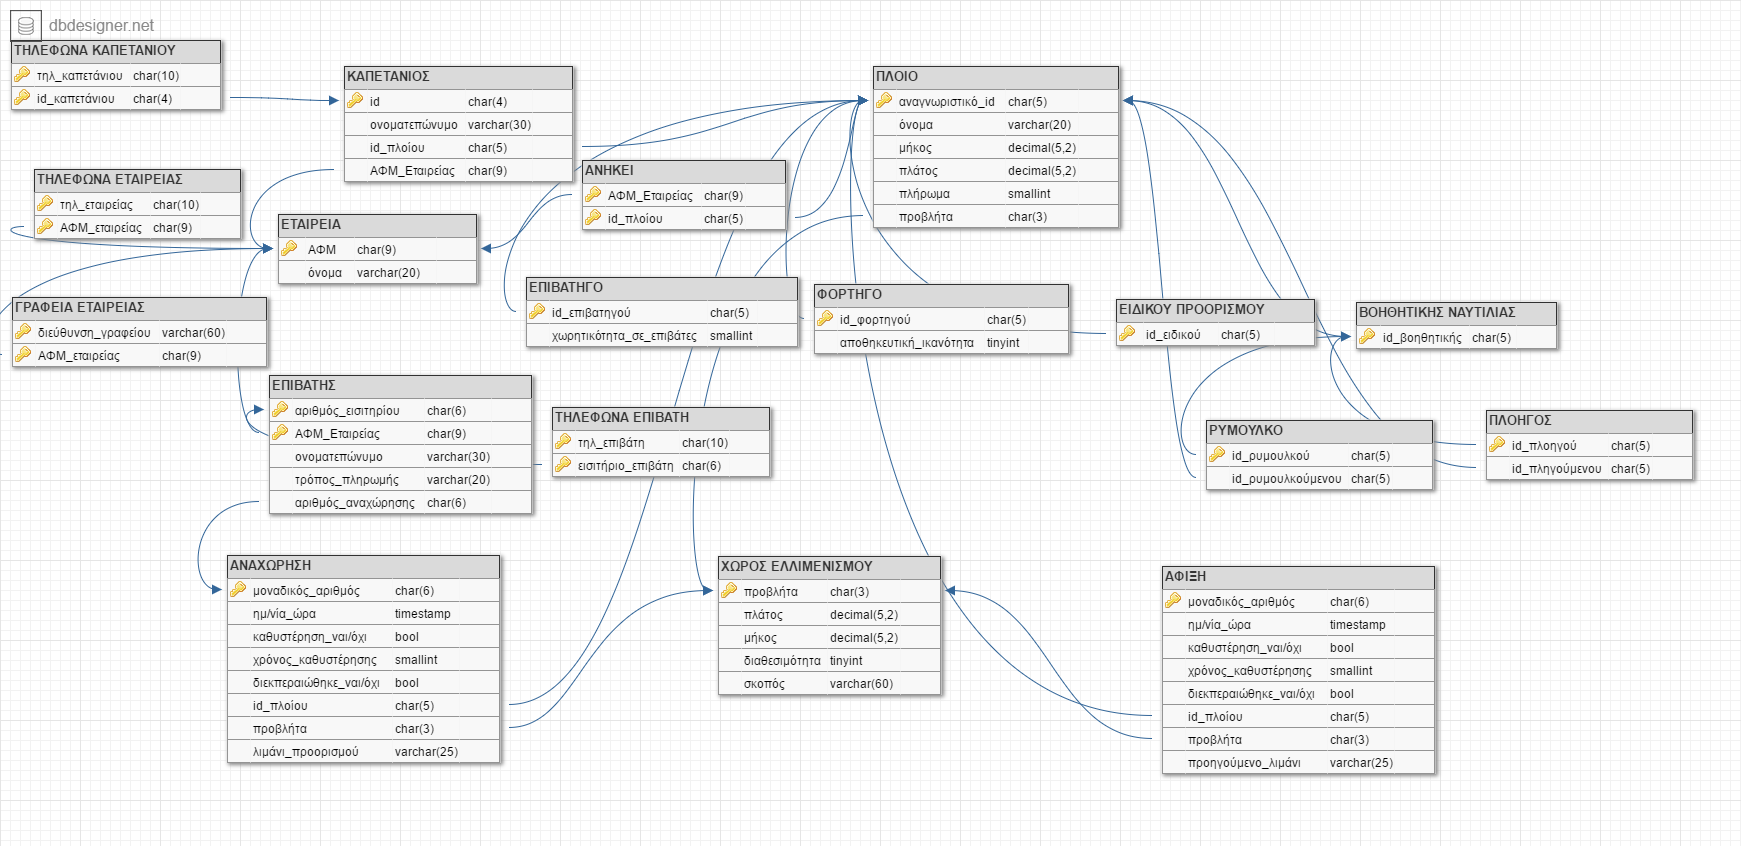 dbdesigner.net
ΤΗΛΕΦΩΝΑ ΚΑΠΕΤΑΝΙΟΥ
τηλ_καπετάνιου char(10)
id_καπετάνιου char(4)
ΚΑΠΕΤΑΝΙΟΣ
id char(4)
ονοματεπώνυμο varchar(30)
id_πλοίου char(5)
ΑΦΜ_Εταιρείας char(9)
ΠΛΟΙΟ
αναγνωριστικό_id char(5)
όνομα varchar(20)
μήκος decimal(5,2)
πλάτος decimal(5,2)
πλήρωμα smallint
προβλήτα char(3)
ΤΗΛΕΦΩΝΑ ΕΤΑΙΡΕΙΑΣ
τηλ_εταιρείας char(10)
ΑΦΜ_εταιρείας char(9)
ΑΝΗΚΕΙ
ΑΦΜ_Εταιρείας char(9)
id_πλοίου char(5)
ΕΤΑΙΡΕΙΑ
ΑΦΜ char(9)
όνομα varchar(20)
ΓΡΑΦΕΙΑ ΕΤΑΙΡΕΙΑΣ
διεύθυνση_γραφείου varchar(60)
ΑΦΜ_εταιρείας char(9)
ΕΠΙΒΑΤΗΓΟ
id_επιβατηγού char(5)
χωρητικότητα_σε_επιβάτες smallint
ΦΟΡΤΗΓΟ
id_φορτηγού char(5)
αποθηκευτική_ικανότητα tinyint
ΕΙΔΙΚΟΥ ΠΡΟΟΡΙΣΜΟΥ
id_ειδικού char(5)
ΒΟΗΘΗΤΙΚΗΣ ΝΑΥΤΙΛΙΑΣ
id_βοηθητικής char(5)
ΕΠΙΒΑΤΗΣ
αριθμός_εισιτηρίου char(6)
ΑΦΜ_Εταιρείας char(9)
ονοματεπώνυμο varchar(30)
τρόπος_πληρωμής varchar(20)
αριθμός_αναχώρησης char(6)
ΤΗΛΕΦΩΝΑ ΕΠΙΒΑΤΗ
τηλ_επιβάτη char(10)
εισιτήριο_επιβάτη char(6)
ΡΥΜΟΥΛΚΟ
id_ρυμουλκού char(5)
id_ρυμουλκούμενου char(5)
ΠΛΟΗΓΟΣ
id_πλοηγού char(5)
id_πληγούμενου char(5)
ΑΝΑΧΩΡΗΣΗ
μοναδικός_αριθμός char(6)
ημ/νία_ώρα timestamp
καθυστέρηση_ναι/όχι bool
χρόνος_καθυστέρησης smallint
διεκπεραιώθηκε_ναι/όχι bool
id_πλοίου char(5)
προβλήτα char(3)
λιμάνι_προορισμού varchar(25)
ΧΩΡΟΣ ΕΛΛΙΜΕΝΙΣΜΟΥ
προβλήτα char(3)
πλάτος decimal(5,2)
μήκος decimal(5,2)
διαθεσιμότητα tinyint
σκοπός varchar(60)
ΑΦΙΞΗ
μοναδικός_αριθμός char(6)
ημ/νία_ώρα timestamp
καθυστέρηση_ναι/όχι bool
χρόνος_καθυστέρησης smallint
διεκπεραιώθηκε_ναι/όχι bool
id_πλοίου char(5)
προβλήτα char(3)
προηγούμενο_λιμάνι varchar(25)